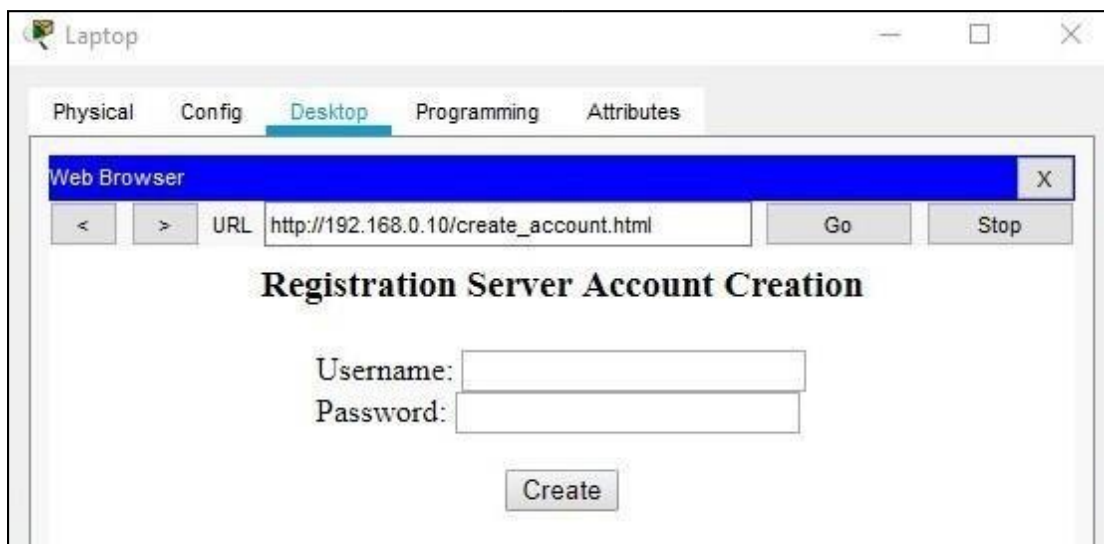 Laptop
Physical Config Desktop Programming Attributes
Web Browser X
< > URL http://192.168.0.10/create_account.html Go Stop
Registration Server Account Creation
Username:
Password:
Create